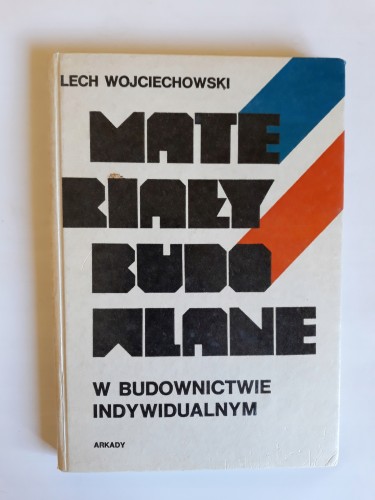 LECH WOJCIECHOWSKI
MATE
RIAŁY
BUDO
WLANE
W BUDOWNICTWIE
INDYWIDUALNYM
ARKADY